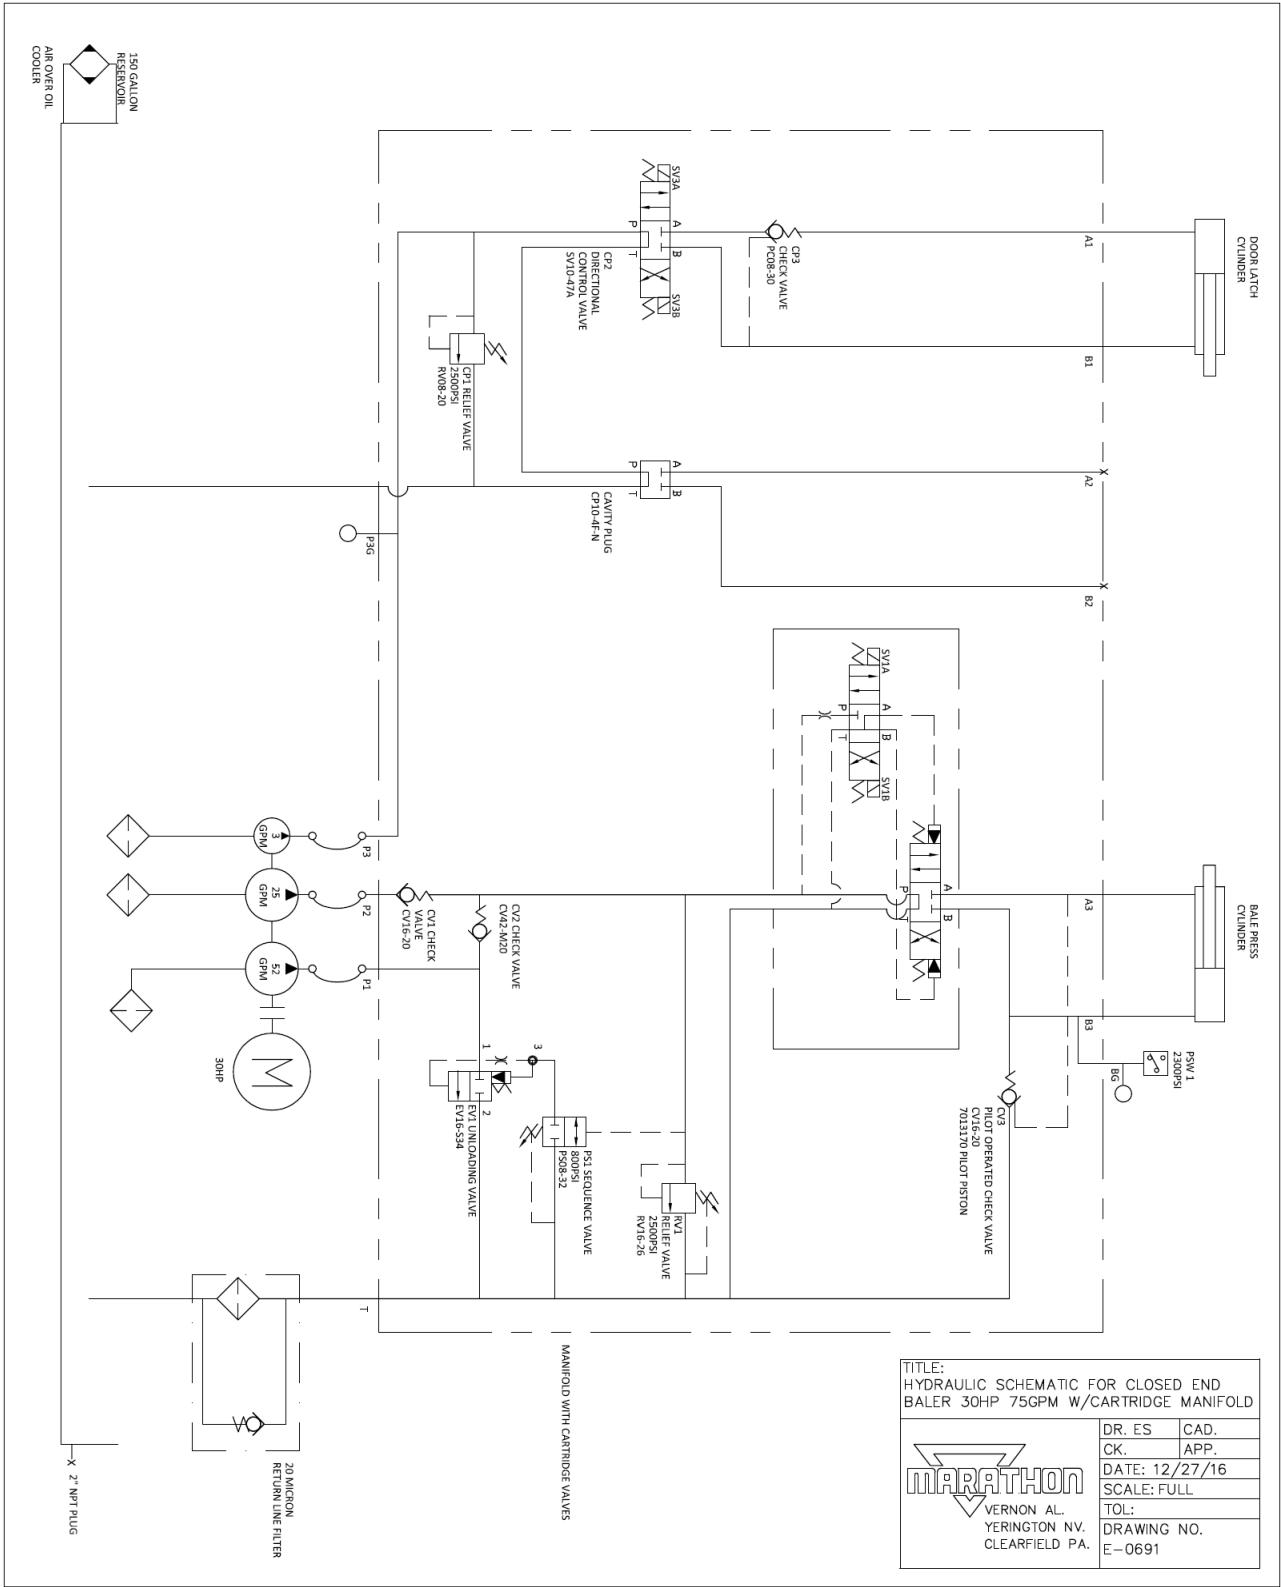 150 GALLON
RESERVOIR
AIR OVER OIL
COOLER
DOOR LATCH
CYLINDER
A1
B1
CP3
CHECK VALVE
PC08-30
SV3A
SV3B
A
B
P
T
CP2
DIRECTIONAL
CONTROL VALVE
SV10-47A
CP1 RELIEF VALVE
2500PSI
RV08-20
A2
B2
A
B
P
T
CAVITY PLUG
CP10-4F-N
P3G
SV1A
SV1B
A
B
P
T
A
B
P
T
BALE PRESS
CYLINDER
A3
B3
PSW 1
2300PSI
BG
CV3
PILOT OPERATED CHECK VALVE
CV16-20
7013170 PILOT PISTON
3
GPM
25
GPM
52
GPM
M
30HP
P3
P2
P1
CV1 CHECK
VALVE
CV16-20
CV2 CHECK VALVE
CV42-M20
1
3
2
EV1 UNLOADING VALVE
EV16-S34
PS1 SEQUENCE VALVE
800PSI
PS08-32
RV1
RELIEF VALVE
2500PSI
RV16-26
T
MANIFOLD WITH CARTRIDGE VALVES
20 MICRON
RETURN LINE FILTER
X 2" NPT PLUG
TITLE:
HYDRAULIC SCHEMATIC FOR CLOSED END
BALER 30HP 75GPM W/CARTRIDGE MANIFOLD
MARATHON
VERNON AL.
YERINGTON NV.
CLEARFIELD PA.
DR. ES CAD.
CK. APP.
DATE: 12/27/16
SCALE: FULL
TOL:
DRAWING NO.
E-0691